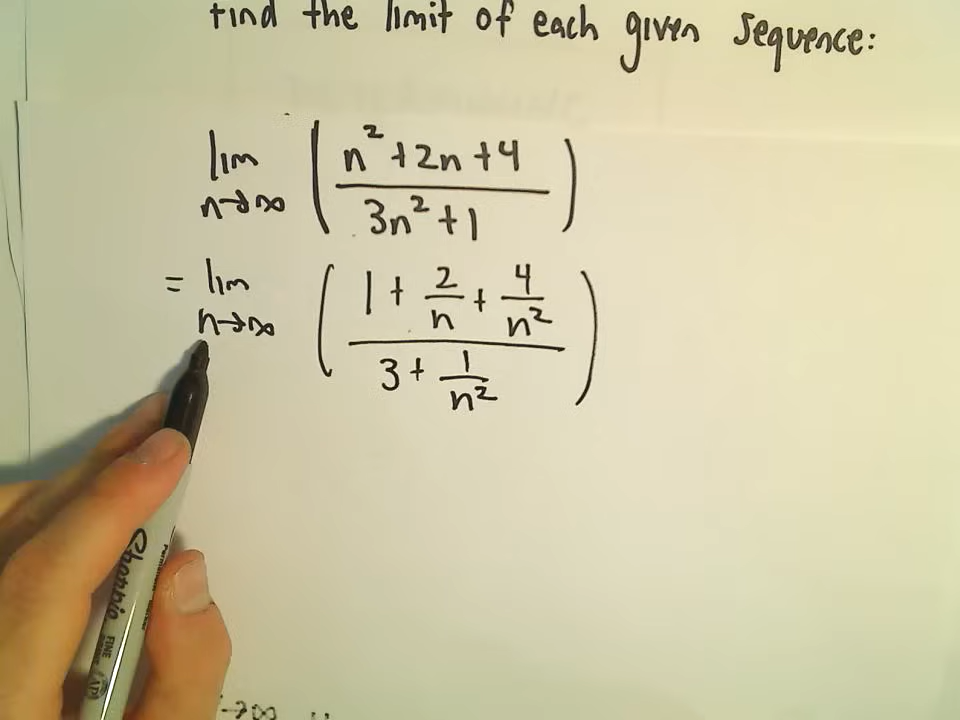 find the limit of each given sequence:
lim n→∞ ( (n² + 2n + 4) / (3n² + 1) )
= lim n→∞ ( (1 + 2/n + 4/n²) / (3 + 1/n²) )
Sharpie
FINE
→∞